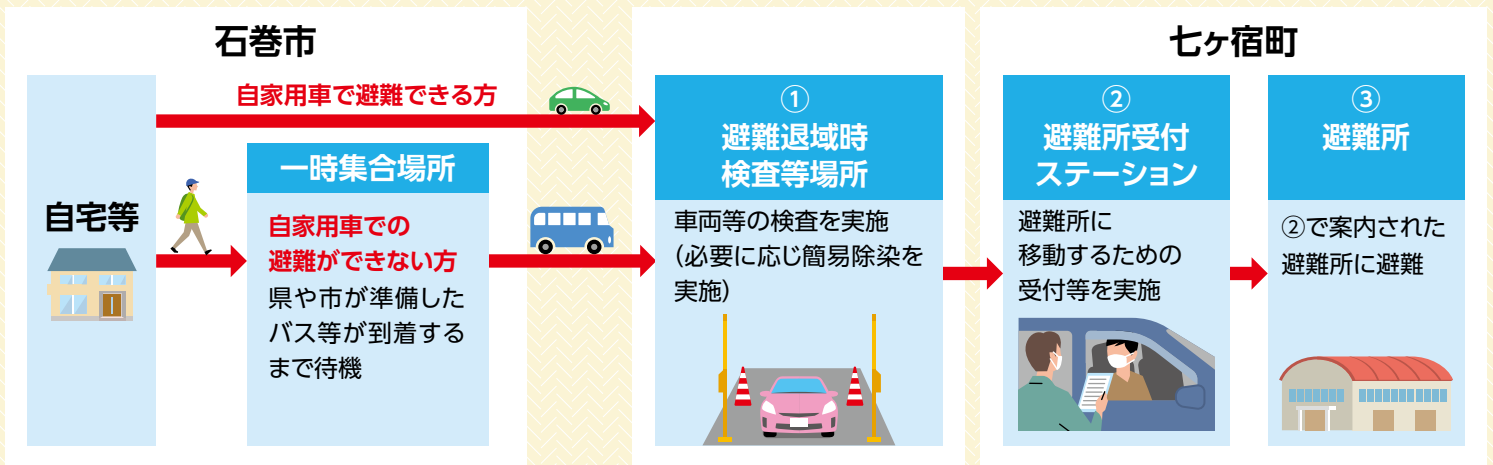 石巻市
自宅等
自家用車で避難できる方
一時集合場所
自家用車での
避難ができない方
県や市が準備した
バス等が到着する
まで待機
①
避難退域時
検査等場所
車両等の検査を実施
(必要に応じ簡易除染を
実施)
七ヶ宿町
②
避難所受付
ステーション
避難所に
移動するための
受付等を実施
③
避難所
②で案内された
避難所に避難